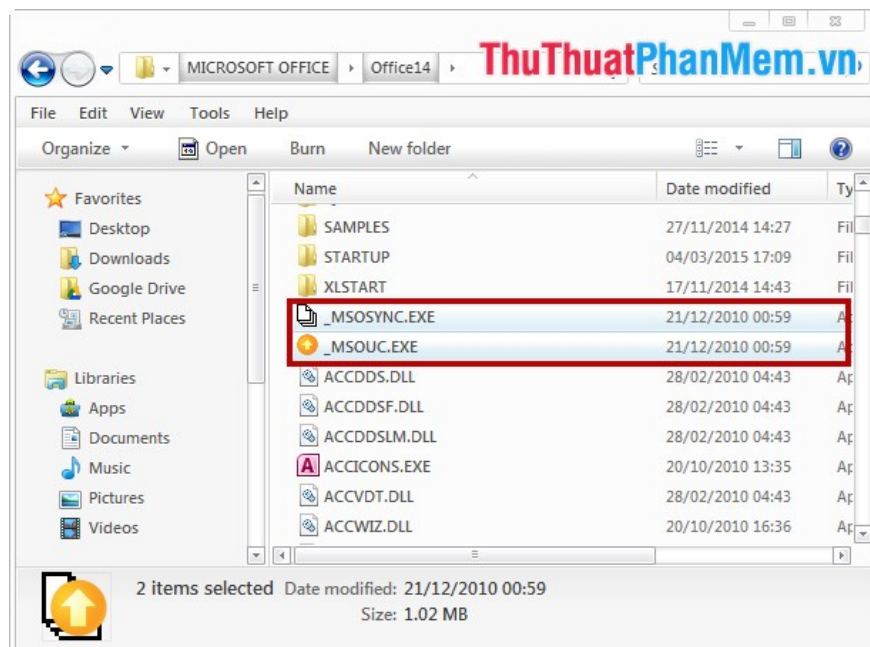 MICROSOFT OFFICE Office14 ThuThuatPhanMem.vn
File Edit View Tools Help
Organize Open Burn New folder
Name Date modified
Favorites
Desktop SAMPLES 27/11/2014 14:27
Downloads STARTUP 04/03/2015 17:09
Google Drive XLSTART 17/11/2014 14:43
Recent Places _MSOSYNC.EXE 21/12/2010 00:59
_MSOUC.EXE 21/12/2010 00:59
Libraries ACCDDS.DLL 28/02/2010 04:43
Apps ACCDDSF.DLL 28/02/2010 04:43
Documents ACCDDSLM.DLL 28/02/2010 04:43
Music ACCICONS.EXE 20/10/2010 13:35
Pictures ACCVDT.DLL 28/02/2010 04:43
Videos ACCWIZ.DLL 20/10/2010 16:36
2 items selected Date modified: 21/12/2010 00:59
Size: 1.02 MB